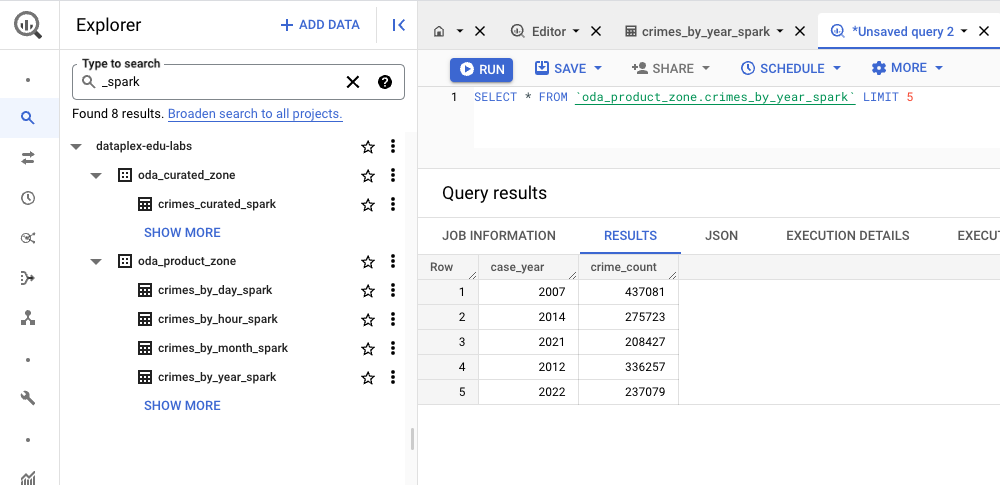 Explorer
+ ADD DATA
Type to search
_spark
Found 8 results. Broaden search to all projects.
dataplex-edu-labs
oda_curated_zone
crimes_curated_spark
SHOW MORE
oda_product_zone
crimes_by_day_spark
crimes_by_hour_spark
crimes_by_month_spark
crimes_by_year_spark
SHOW MORE
Editor
crimes_by_year_spark
*Unsaved query 2
RUN
SAVE
SHARE
SCHEDULE
MORE
1 SELECT * FROM `oda_product_zone.crimes_by_year_spark` LIMIT 5
Query results
JOB INFORMATION RESULTS JSON EXECUTION DETAILS EXECUT
Row case_year crime_count
1 2007 437081
2 2014 275723
3 2021 208427
4 2012 336257
5 2022 237079